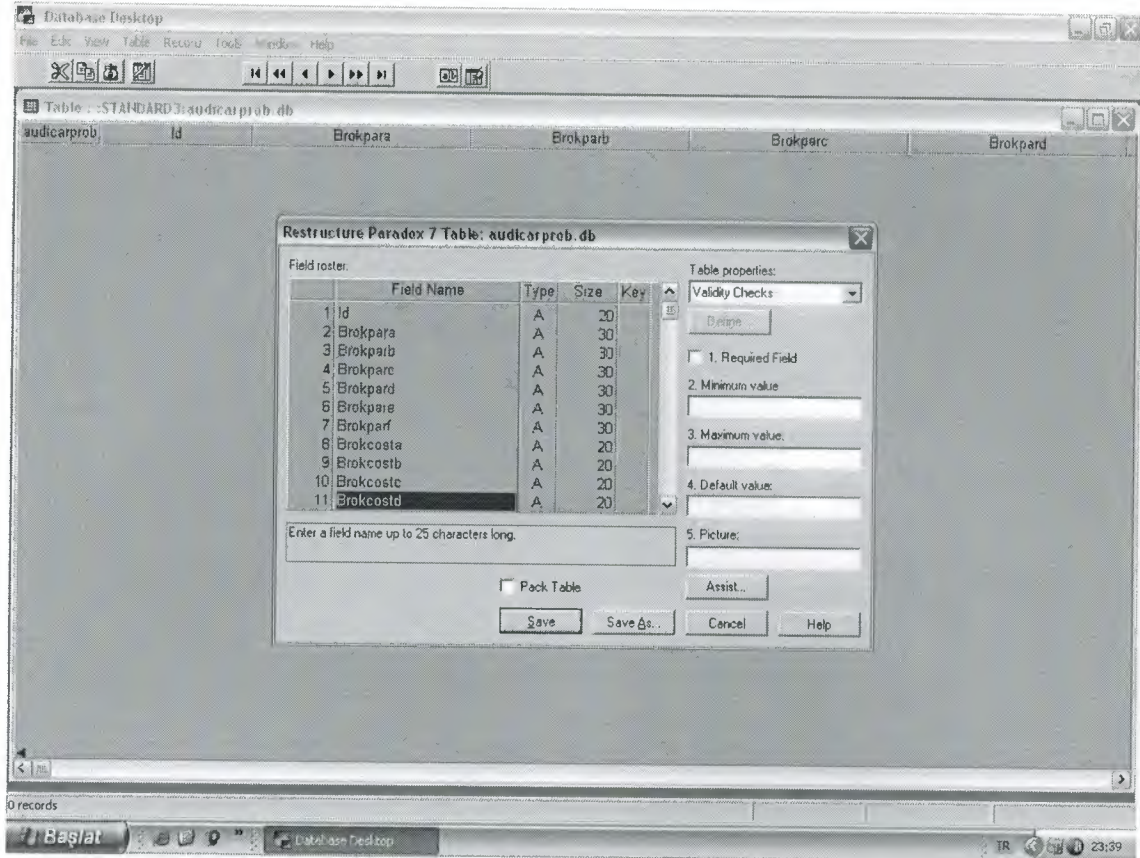 Database Desktop
File Edit View Table Record Tools Window Help
Table : :STANDARD3:audicarprob.db
audicarprob Id Brokpara Brokparb Brokparc Brokpard
Restructure Paradox 7 Table: audicarprob.db
Field roster:
Field Name Type Size Key
1 Id A 20
2 Brokpara A 30
3 Brokparb A 30
4 Brokparc A 30
5 Brokpard A 30
6 Brokpare A 30
7 Brokparf A 30
8 Brokcosta A 20
9 Brokcostb A 20
10 Brokcostc A 20
11 Brokcostd A 20
Enter a field name up to 25 characters long.
Pack Table
Save Save As...
Table properties:
Validity Checks
Define...
1. Required Field
2. Minimum value
3. Maximum value:
4. Default value:
5. Picture:
Assist...
Cancel Help
0 records
Başlat Database Desktop TR 23:39